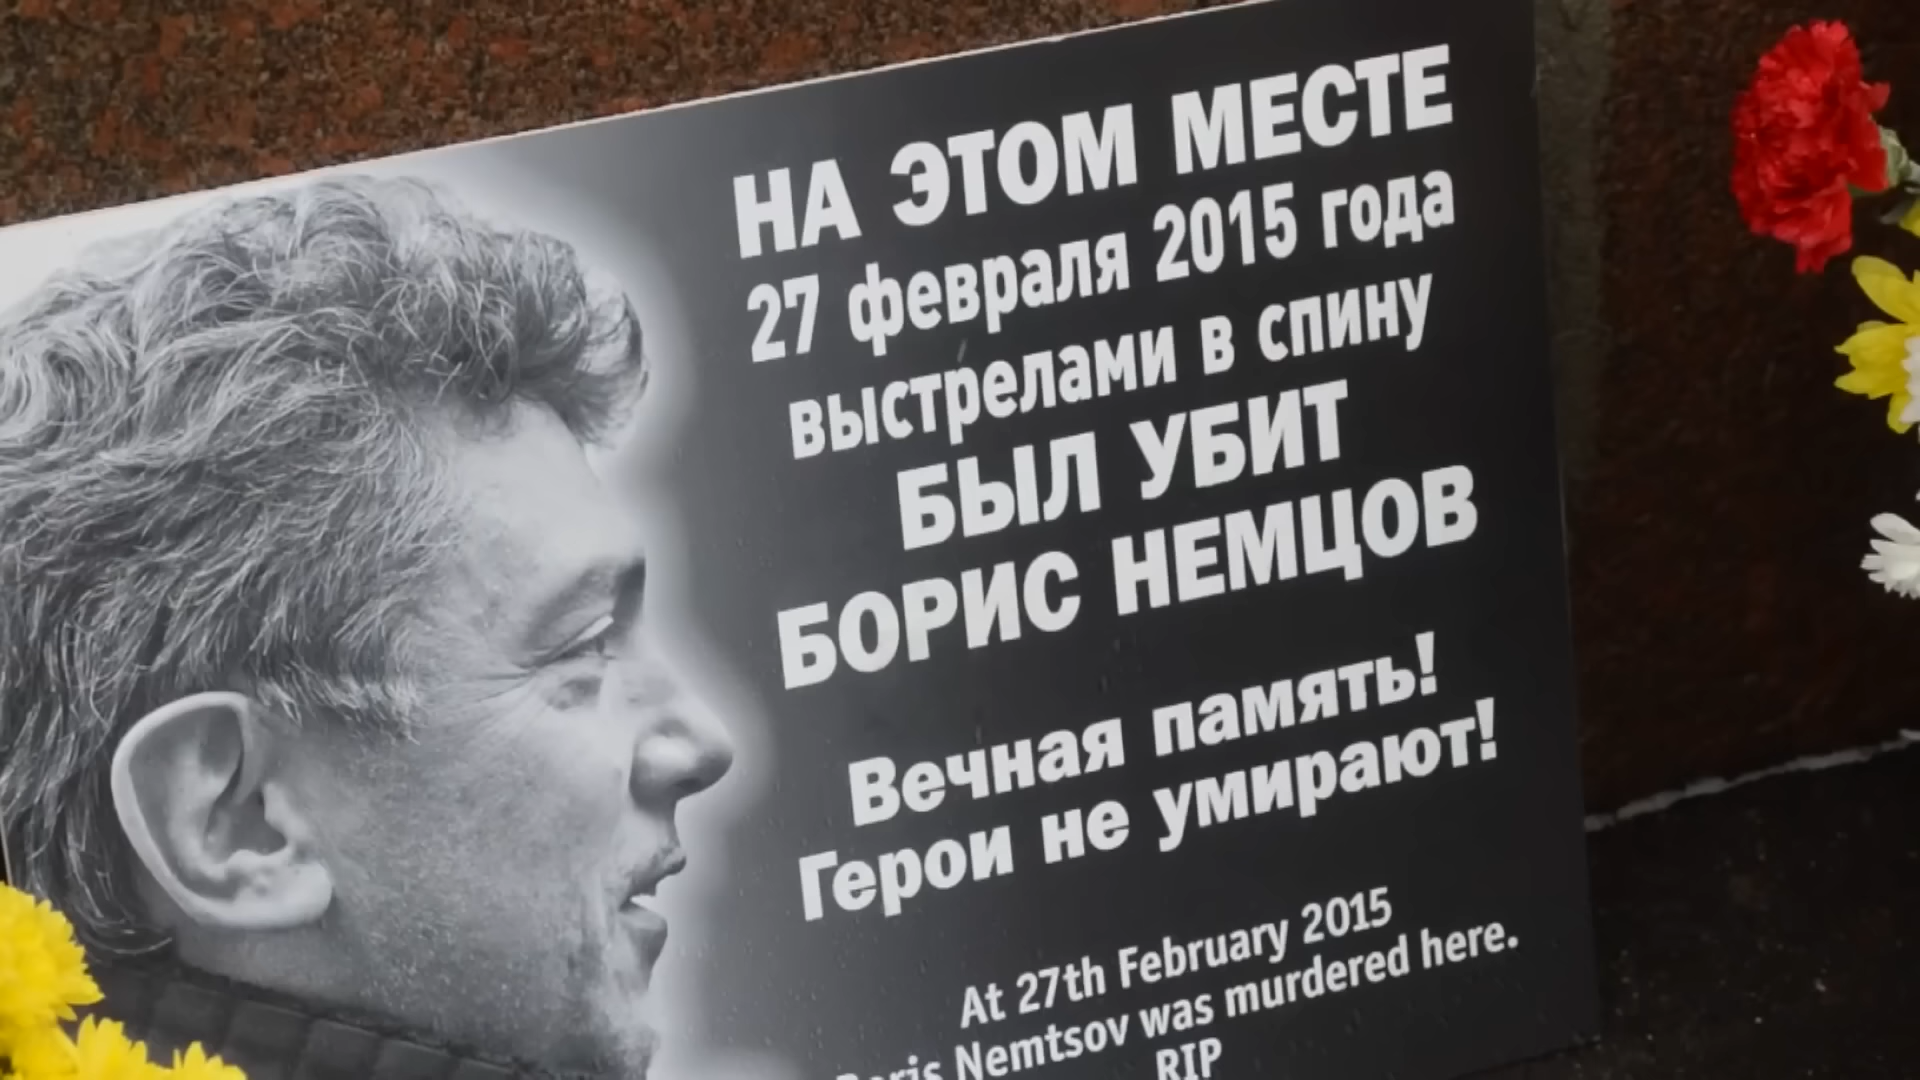 НА ЭТОМ МЕСТЕ
27 февраля 2015 года
выстрелами в спину
БЫЛ УБИТ
БОРИС НЕМЦОВ
Вечная память!
Герои не умирают!
At 27th February 2015
Boris Nemtsov was murdered here.
RIP